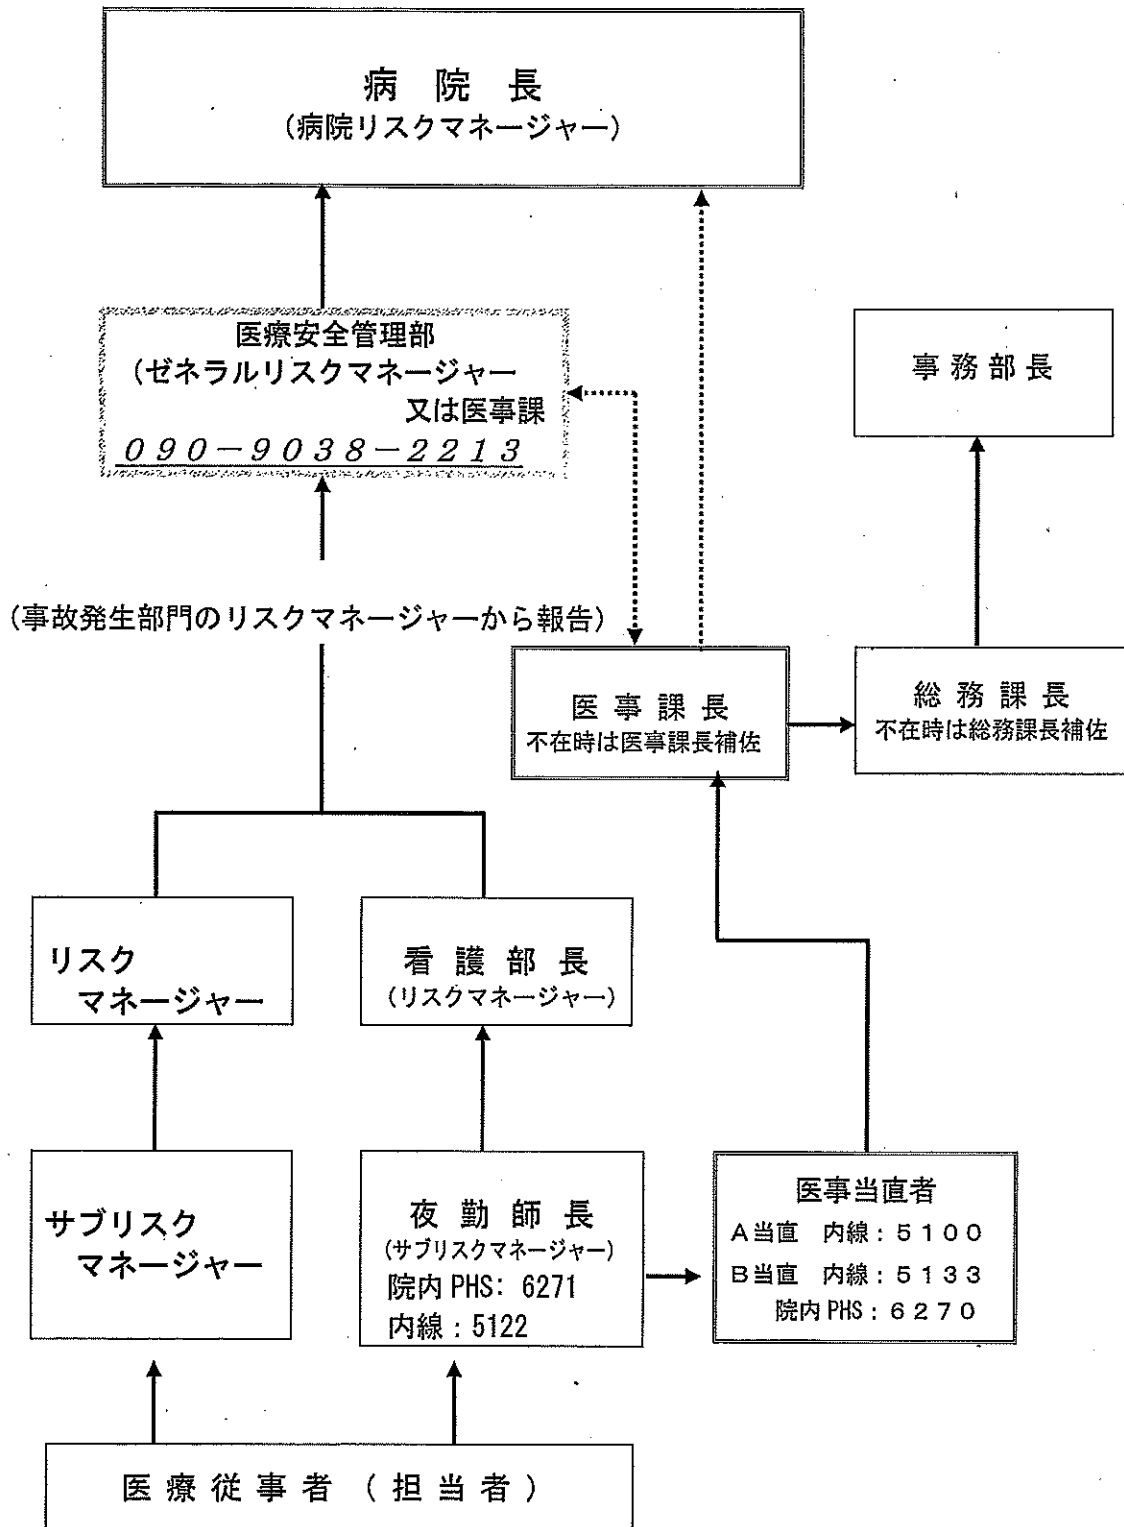 病院長
（病院リスクマネージャー）
医療安全管理部
（ゼネラルリスクマネージャー
又は医事課
０９０－９０３８－２２１３
事務部長
（事故発生部門のリスクマネージャーから報告）
医事課長
不在時は医事課長補佐
総務課長
不在時は総務課長補佐
リスク
マネージャー
看護部長
（リスクマネージャー）
サブリスク
マネージャー
夜勤師長
（サブリスクマネージャー）
院内 PHS： 6271
内線：5122
医事当直者
Ａ当直　内線：５１００
Ｂ当直　内線：５１３３
院内 PHS：６２７０
医療従事者（担当者）